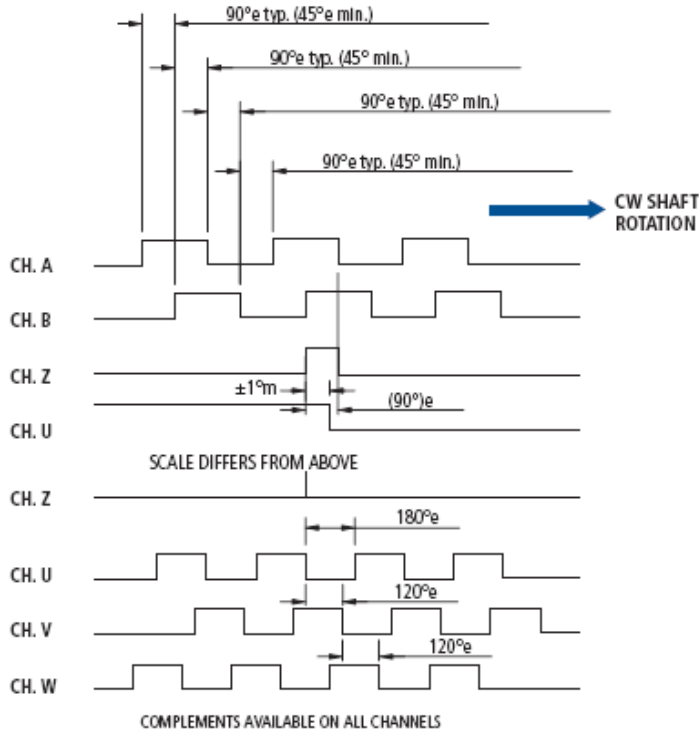 90°e typ. (45°e min.)
90°e typ. (45° min.)
90°e typ. (45° min.)
90°e typ. (45° min.)
CW SHAFT
ROTATION
CH. A
CH. B
CH. Z
±1°m
(90°)e
CH. U
SCALE DIFFERS FROM ABOVE
CH. Z
180°e
CH. U
120°e
CH. V
120°e
CH. W
COMPLEMENTS AVAILABLE ON ALL CHANNELS